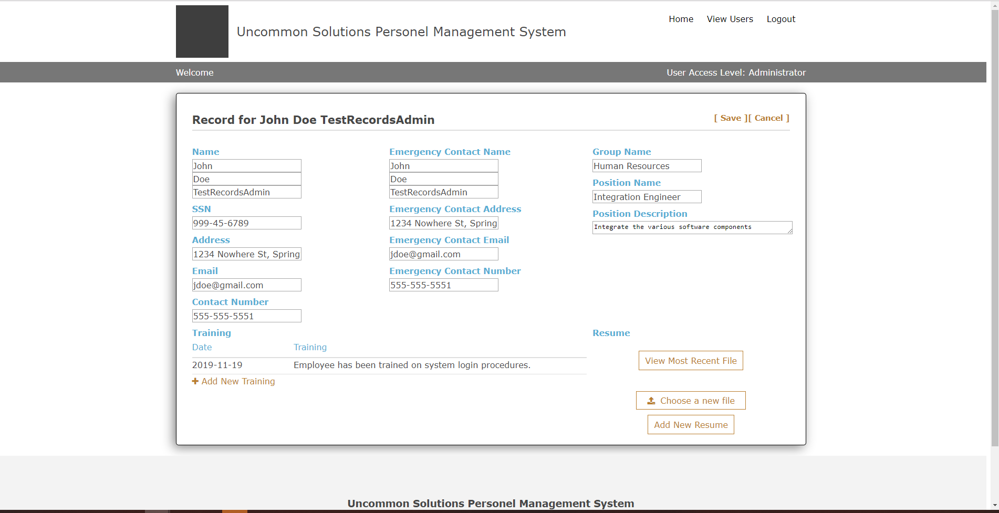 Uncommon Solutions Personel Management System
Home View Users Logout
Welcome
User Access Level: Administrator
Record for John Doe TestRecordsAdmin
[ Save ][ Cancel ]
Name
John
Doe
TestRecordsAdmin
SSN
999-45-6789
Address
1234 Nowhere St, Spring
Email
jdoe@gmail.com
Contact Number
555-555-5551
Emergency Contact Name
John
Doe
TestRecordsAdmin
Emergency Contact Address
1234 Nowhere St, Spring
Emergency Contact Email
jdoe@gmail.com
Emergency Contact Number
555-555-5551
Group Name
Human Resources
Position Name
Integration Engineer
Position Description
Integrate the various software components
Training
Date Training
2019-11-19 Employee has been trained on system login procedures.
+ Add New Training
Resume
View Most Recent File
Choose a new file
Add New Resume
Uncommon Solutions Personel Management System